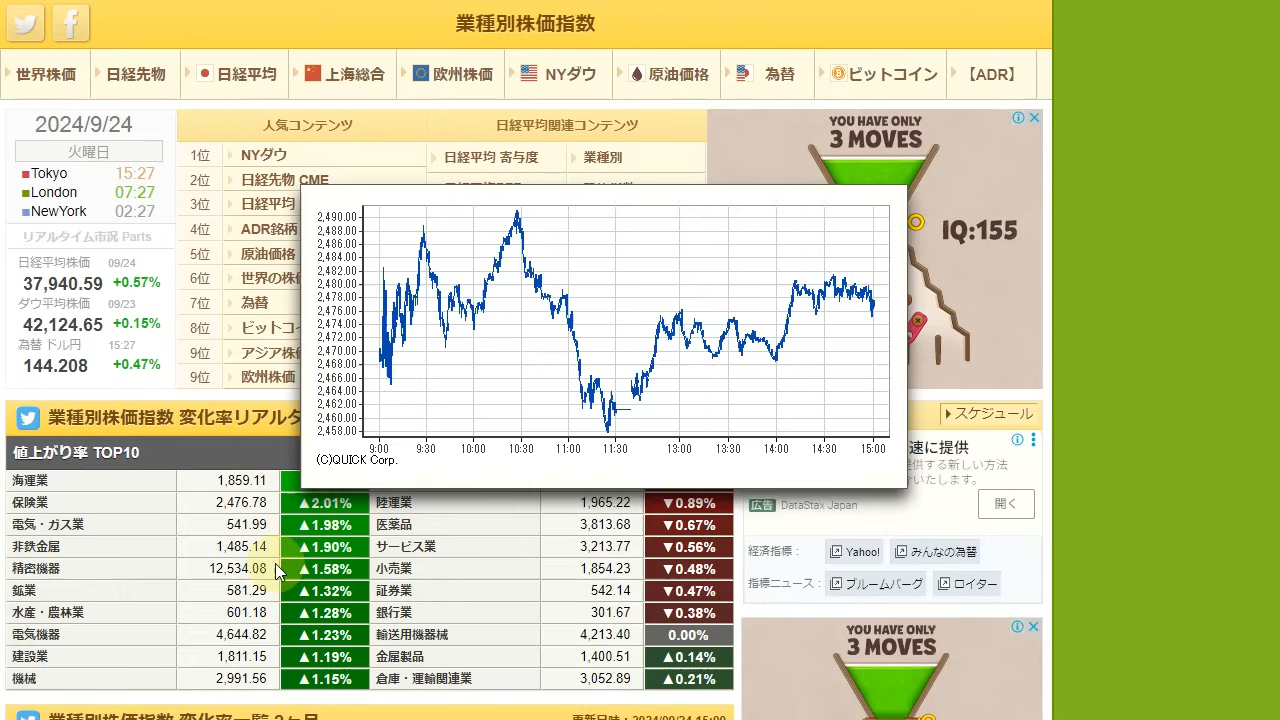 業種別株価指数
世界株価 日経先物 日経平均 上海総合 欧州株価 NYダウ 原油価格 為替 ビットコイン 【ADR】
2024/9/24
火曜日
Tokyo 15:27
London 07:27
NewYork 02:27
リアルタイム市況 Parts
日経平均株価 09/24
37,940.59 +0.57%
ダウ平均株価 09/23
42,124.65 +0.15%
為替 ドル円 15:27
144.208 +0.47%
人気コンテンツ 日経平均関連コンテンツ
1位 NYダウ 日経平均 寄与度 業種別
2位 日経先物 CME
3位 日経平均
4位 ADR銘柄
5位 原油価格
6位 世界の株
7位 為替
8位 ビットコ
9位 アジア株
9位 欧州株価
YOU HAVE ONLY
3 MOVES
IQ:155
2,490.00
2,488.00
2,486.00
2,484.00
2,482.00
2,480.00
2,478.00
2,476.00
2,474.00
2,472.00
2,470.00
2,468.00
2,466.00
2,464.00
2,462.00
2,460.00
2,458.00
9:00 9:30 10:00 10:30 11:00 11:30 13:00 13:30 14:00 14:30 15:00
(C)QUICK Corp.
業種別株価指数 変化率リアルタ
値上がり率 TOP10
海運業 1,859.11
保険業 2,476.78 ▲2.01% 陸運業 1,965.22 ▼0.89%
電気・ガス業 541.99 ▲1.98% 医薬品 3,813.68 ▼0.67%
非鉄金属 1,485.14 ▲1.90% サービス業 3,213.77 ▼0.56%
精密機器 12,534.08 ▲1.58% 小売業 1,854.23 ▼0.48%
鉱業 581.29 ▲1.32% 証券業 542.14 ▼0.47%
水産・農林業 601.18 ▲1.28% 銀行業 301.67 ▼0.38%
電気機器 4,644.82 ▲1.23% 輸送用機器械 4,213.40 0.00%
建設業 1,811.15 ▲1.19% 金属製品 1,400.51 ▲0.14%
機械 2,991.56 ▲1.15% 倉庫・運輸関連業 3,052.89 ▲0.21%
スケジュール
速に提供
供する新しい方法
いたします。
広告 DataStax Japan 開く
経済指標： Yahoo! みんなの為替
指標ニュース： ブルームバーグ ロイター
YOU HAVE ONLY
3 MOVES